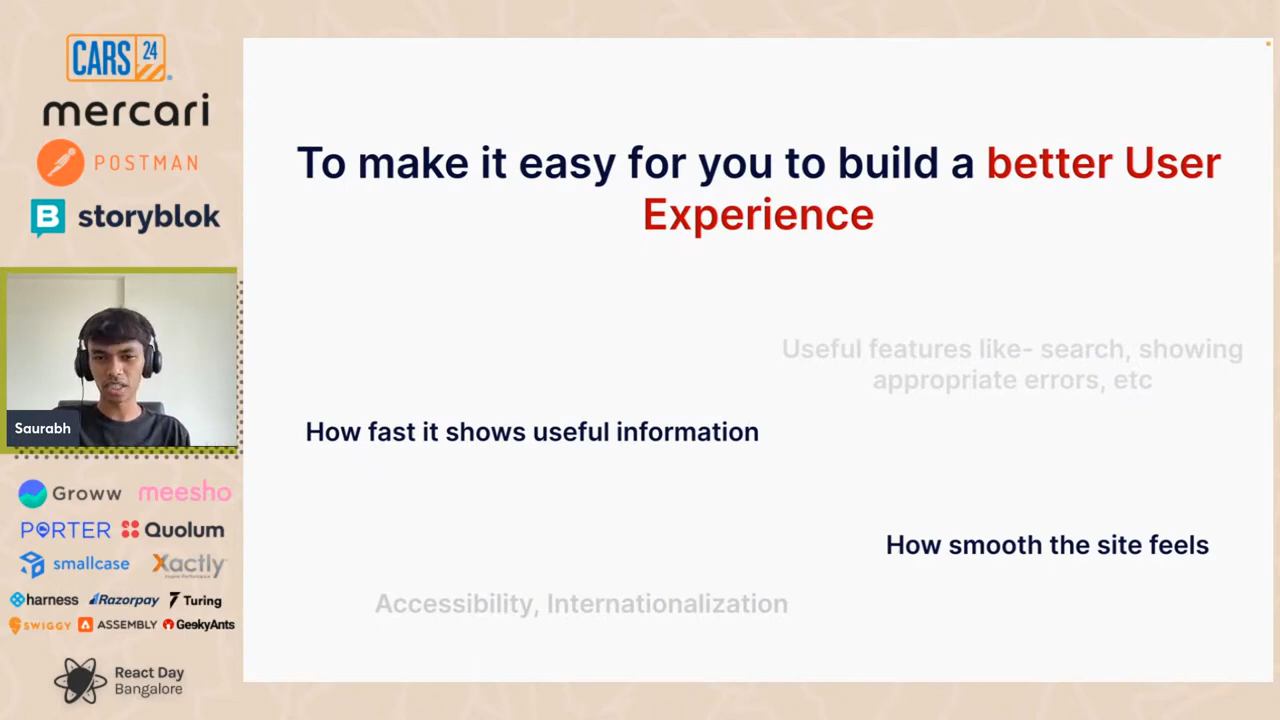 CARS 24
mercari
POSTMAN
storyblok
Saurabh
Groww meesho
PORTER Quolum
smallcase Xactly
harness Razorpay Turing
SWIGGY ASSEMBLY GeekyAnts
React Day
Bangalore
To make it easy for you to build a better User
Experience
Useful features like- search, showing
appropriate errors, etc
How fast it shows useful information
How smooth the site feels
Accessibility, Internationalization